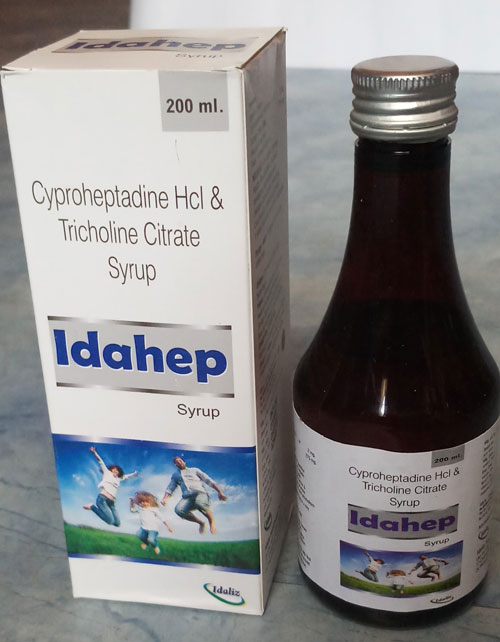 Idahep
Syrup
200 ml.
Cyproheptadine Hcl &
Tricholine Citrate
Syrup
Idahep
Syrup
Idaliz
200 ml.
Cyproheptadine Hcl &
Tricholine Citrate
Syrup
Idahep
Syrup
Idaliz